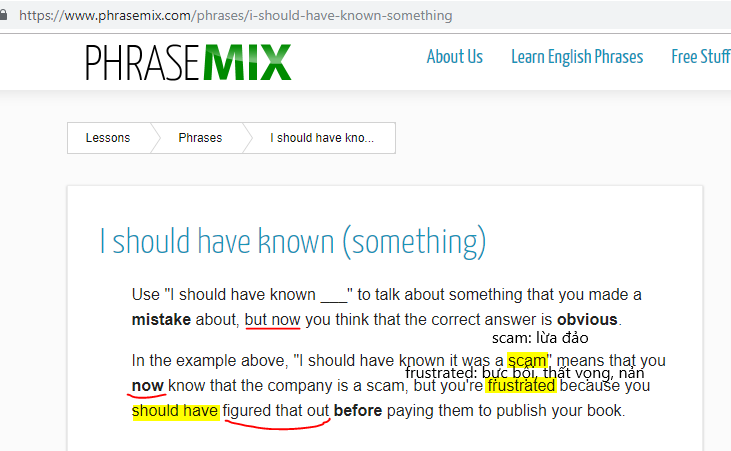 https://www.phrasemix.com/phrases/i-should-have-known-something
PHRASEMIX
About Us Learn English Phrases Free Stuff
Lessons Phrases I should have kno...
I should have known (something)
Use "I should have known ___" to talk about something that you made a
mistake about, but now you think that the correct answer is obvious.
scam: lừa đảo
In the example above, "I should have known it was a scam" means that you
frustrated: bực bội, thất vọng, nản
now know that the company is a scam, but you're frustrated because you
should have figured that out before paying them to publish your book.